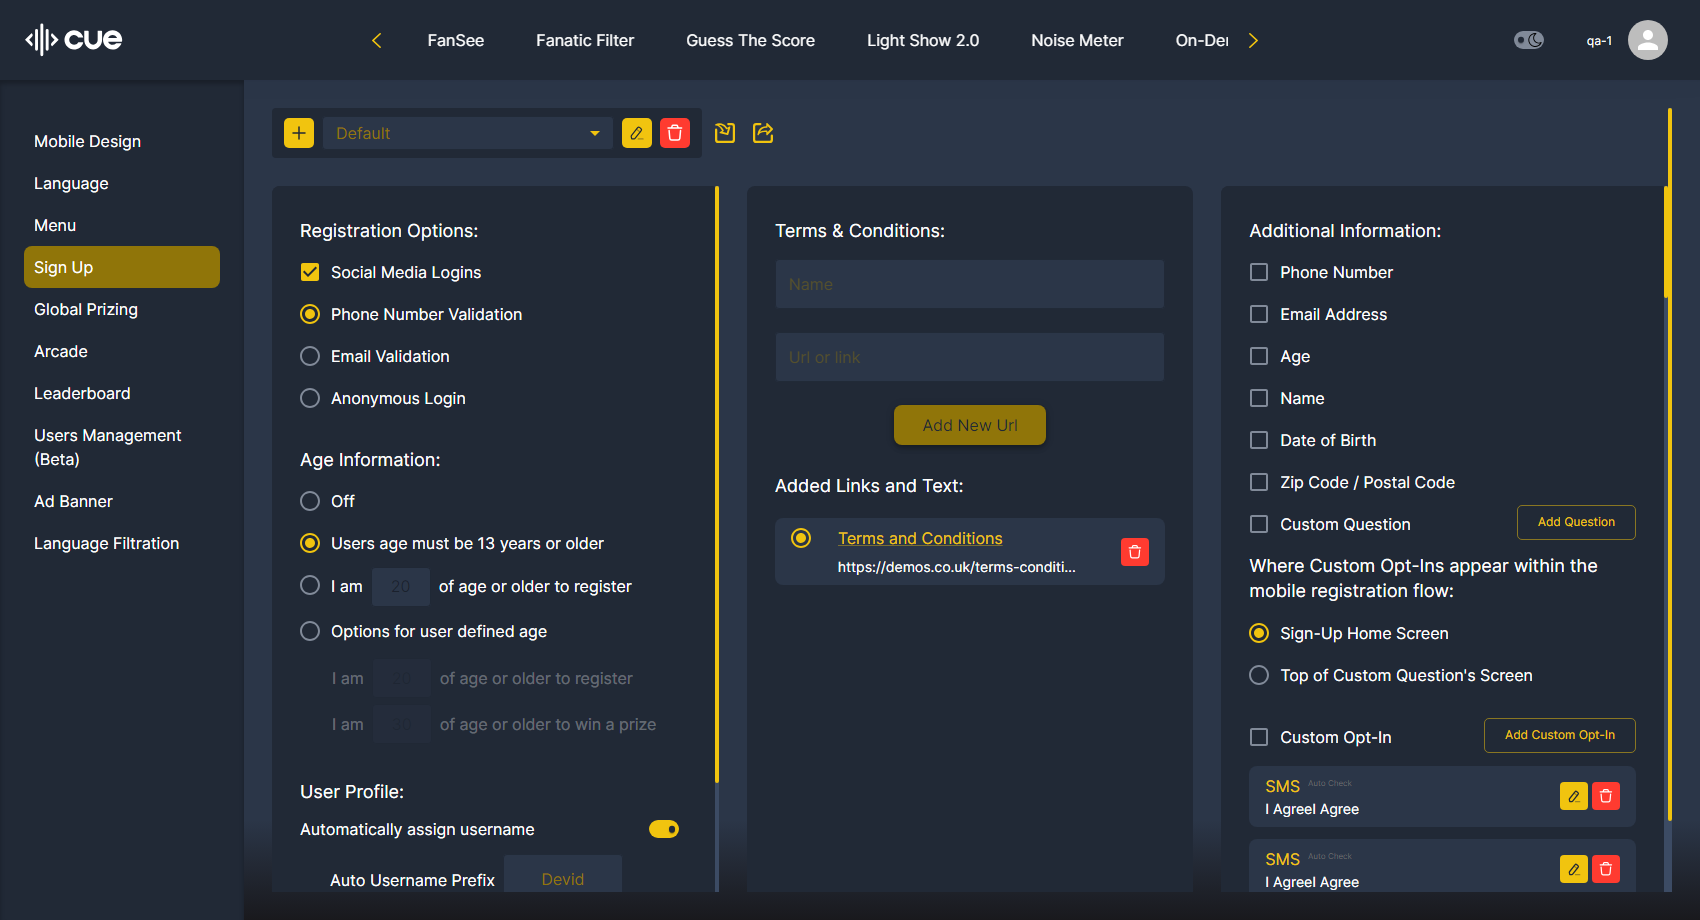 cue
FanSee
Fanatic Filter
Guess The Score
Light Show 2.0
Noise Meter
On-De
qa-1
Mobile Design
Language
Menu
Sign Up
Global Prizing
Arcade
Leaderboard
Users Management
(Beta)
Ad Banner
Language Filtration
Default
Registration Options:
Social Media Logins
Phone Number Validation
Email Validation
Anonymous Login
Age Information:
Off
Users age must be 13 years or older
I am 20 of age or older to register
Options for user defined age
I am 20 of age or older to register
I am of age or older to win a prize
User Profile:
Automatically assign username
Auto Username Prefix Devid
Terms & Conditions:
Name
Url or link
Add New Url
Added Links and Text:
Terms and Conditions
https://demos.co.uk/terms-conditi...
Additional Information:
Phone Number
Email Address
Age
Name
Date of Birth
Zip Code / Postal Code
Custom Question Add Question
Where Custom Opt-Ins appear within the
mobile registration flow:
Sign-Up Home Screen
Top of Custom Question's Screen
Custom Opt-In Add Custom Opt-In
SMS Auto Check
I AgreeI Agree
SMS Auto Check
I AgreeI Agree